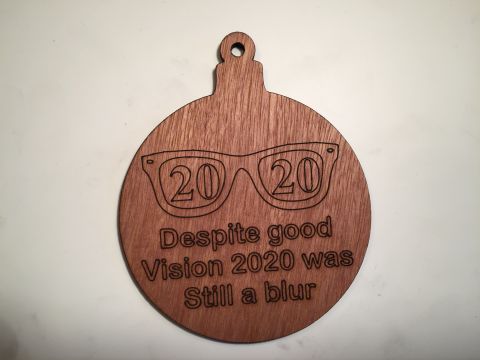 20 20
Despite good
Vision 2020 was
Still a blur